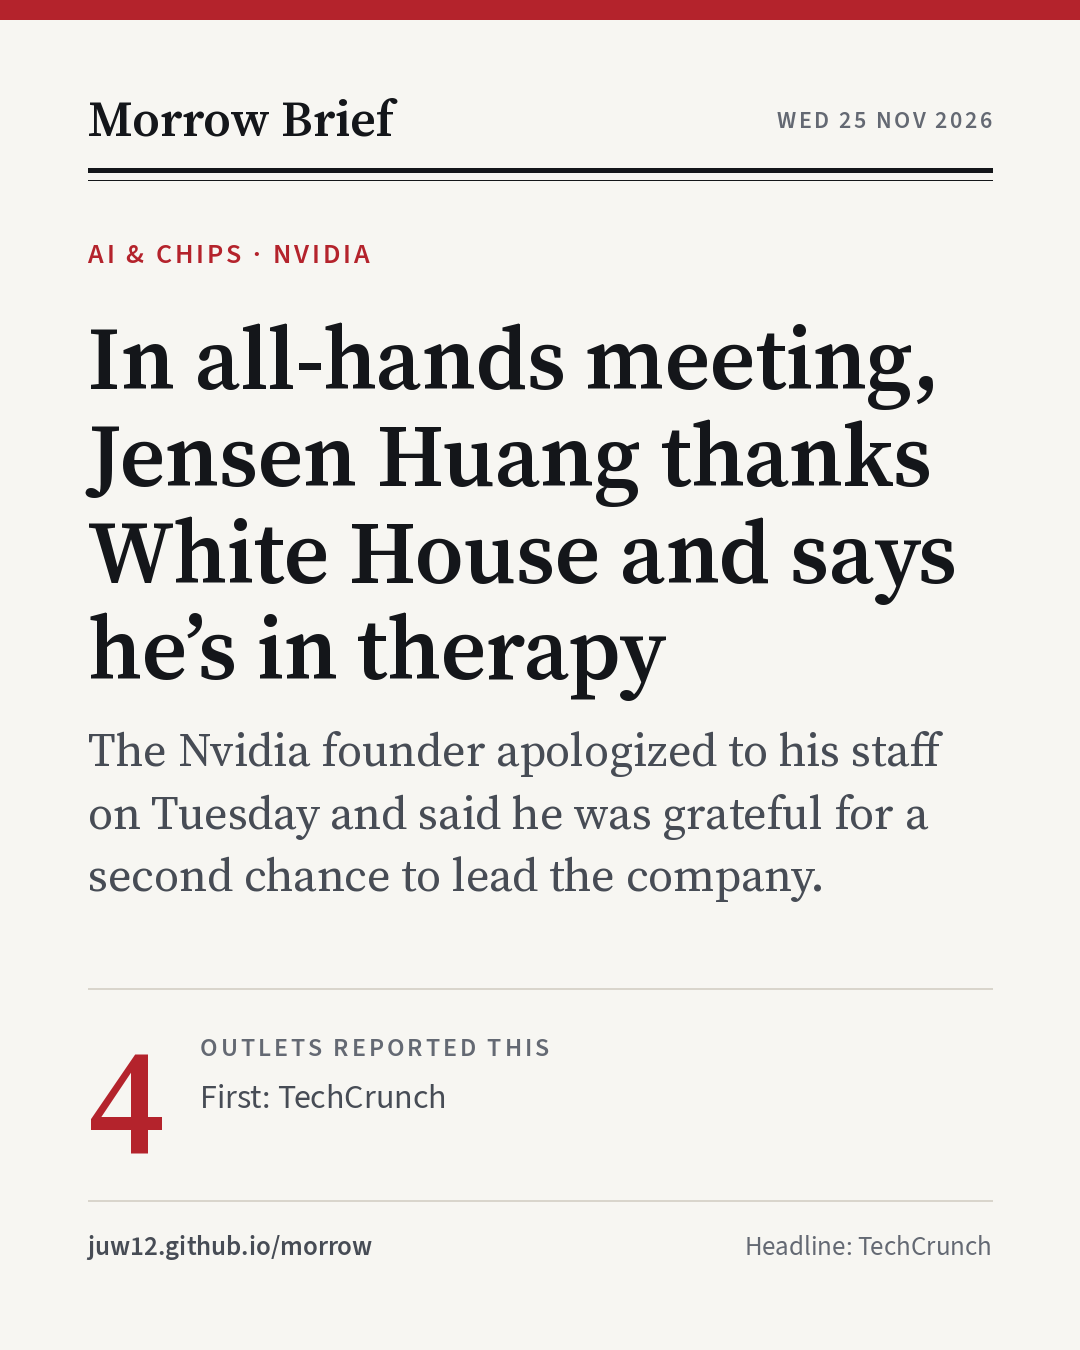 Morrow Brief
WED 25 NOV 2026
AI & CHIPS · NVIDIA
In all-hands meeting,
Jensen Huang thanks
White House and says
he’s in therapy
The Nvidia founder apologized to his staff
on Tuesday and said he was grateful for a
second chance to lead the company.
4
OUTLETS REPORTED THIS
First: TechCrunch
juw12.github.io/morrow
Headline: TechCrunch